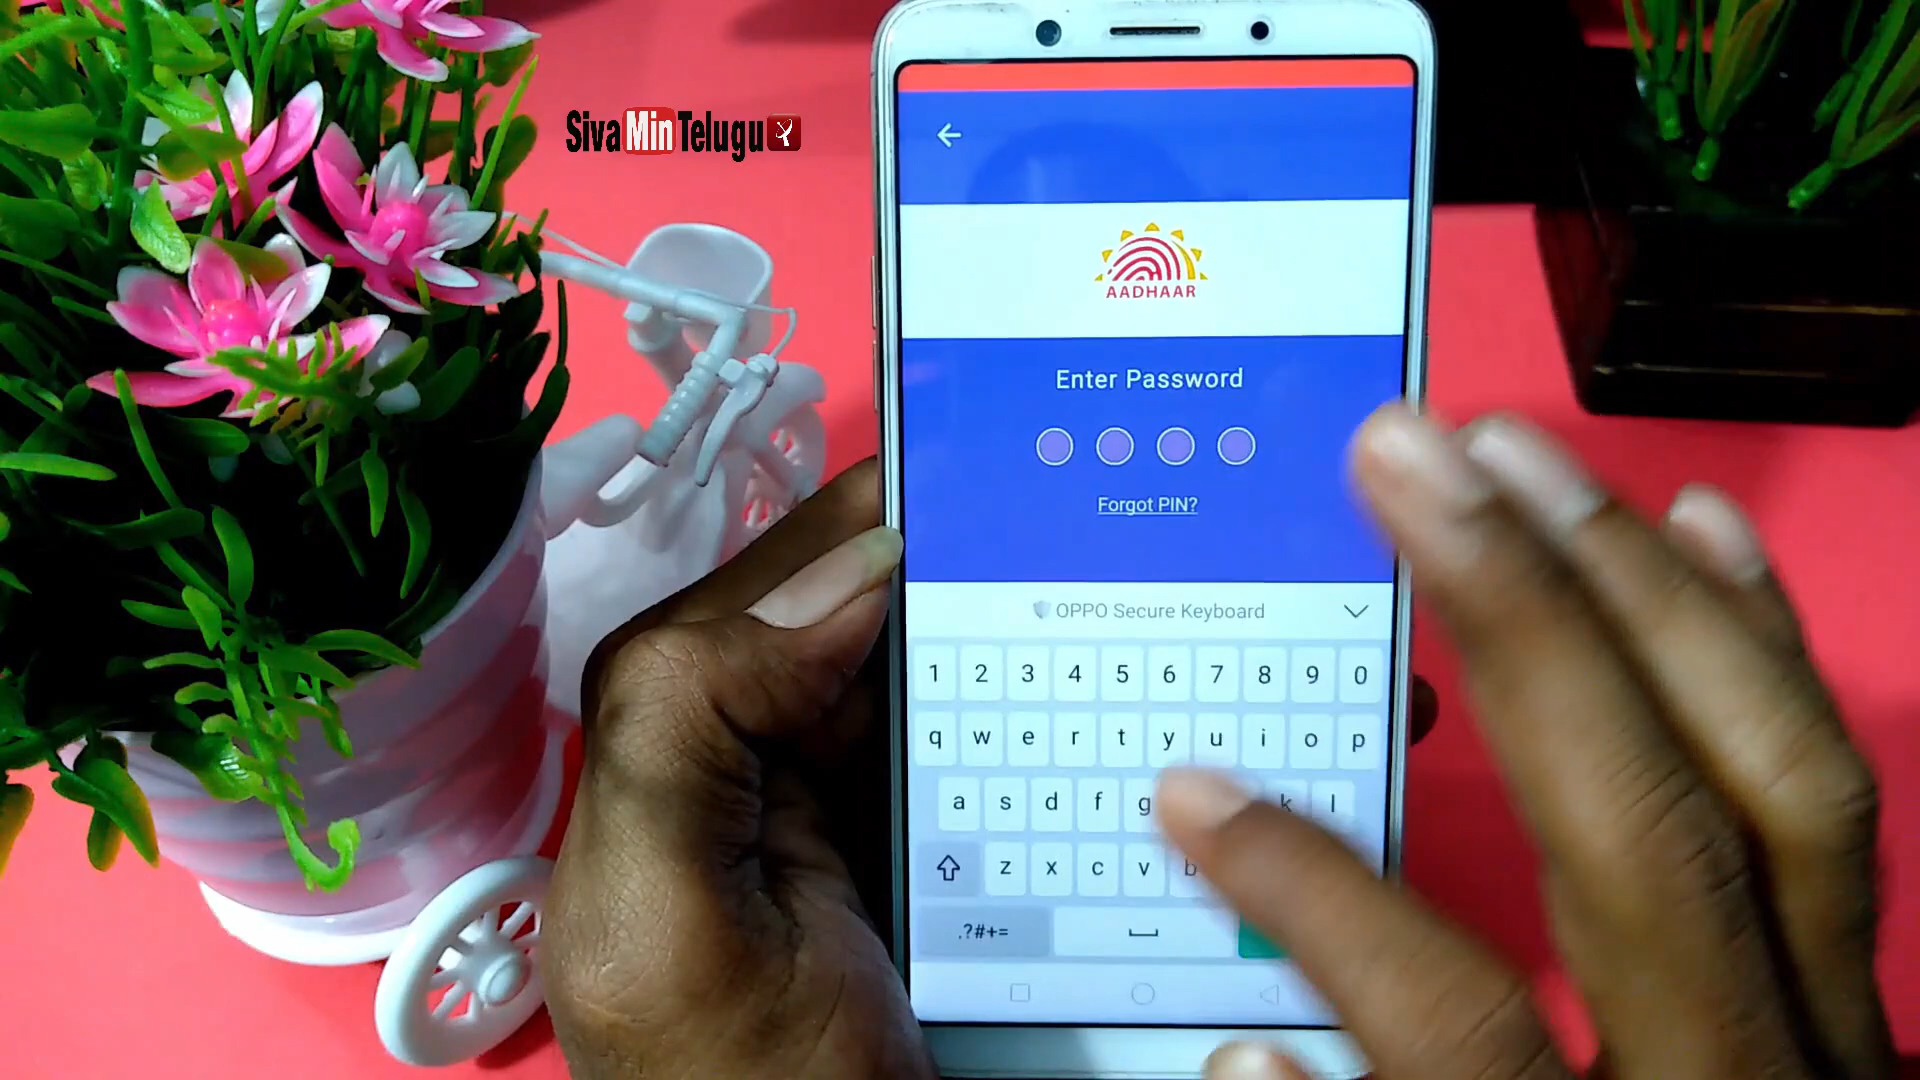 SivaMinTelugu
AADHAAR
Enter Password
Forgot PIN?
OPPO Secure Keyboard
1 2 3 4 5 6 7 8 9 0
q w e r t y u i o p
a s d f g k l
z x c v b
.?#+=